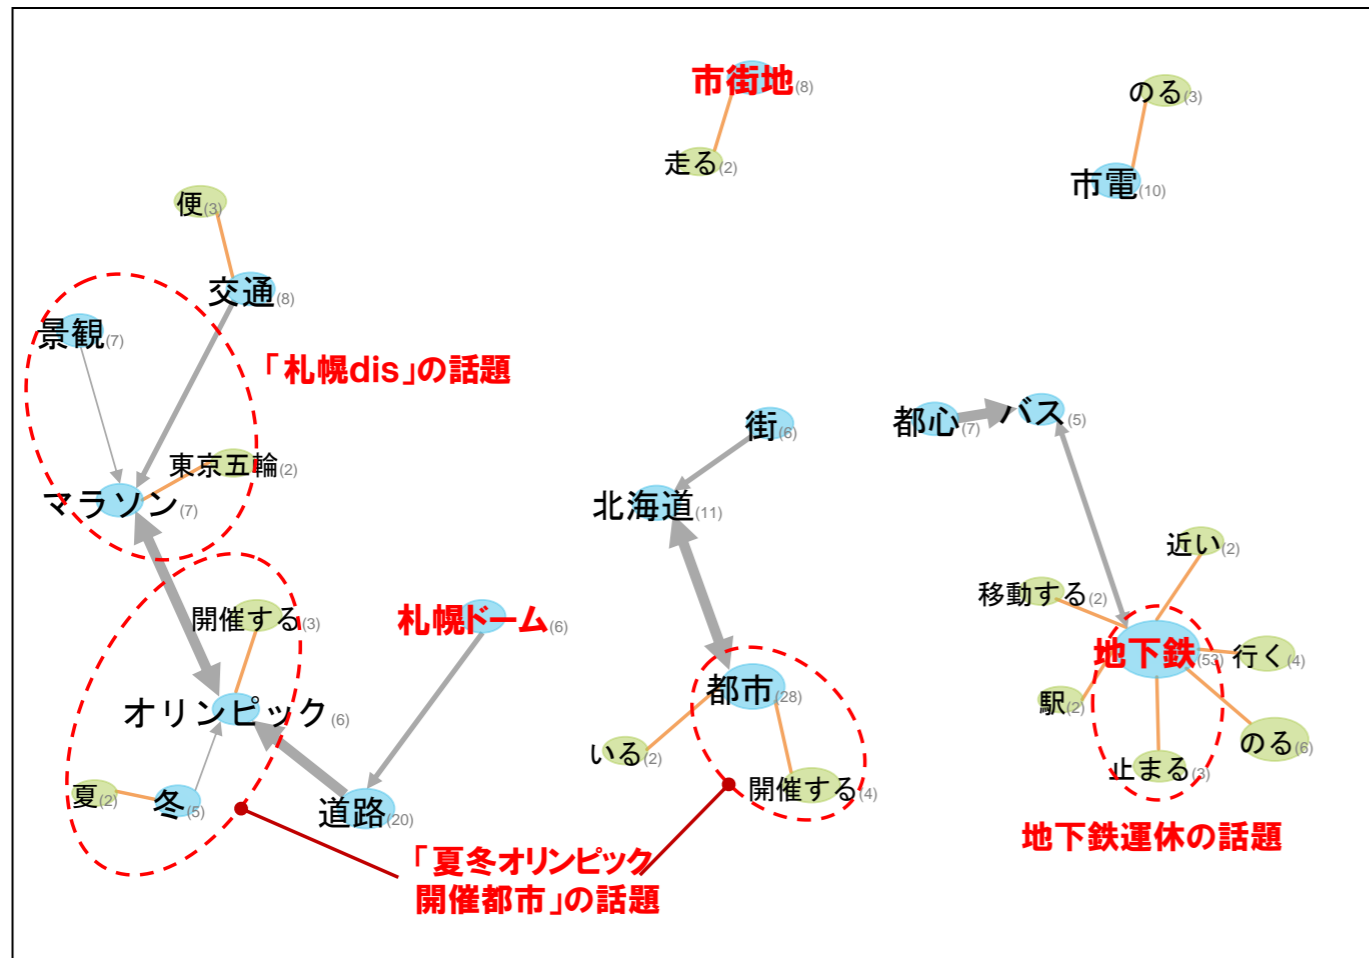 市街地(8)
走る(2)
のる(3)
市電(10)
便(3)
交通(8)
景観(7)
「札幌dis」の話題
東京五輪(2)
マラソン(7)
街(6)
北海道(11)
都心(7)
バス(5)
近い(2)
移動する(2)
地下鉄(53)
行く(4)
駅(2)
のる(6)
止まる(3)
地下鉄運休の話題
開催する(3)
札幌ドーム(6)
オリンピック(6)
夏(2)
冬(5)
道路(20)
都市(28)
いる(2)
開催する(4)
「夏冬オリンピック
開催都市」の話題